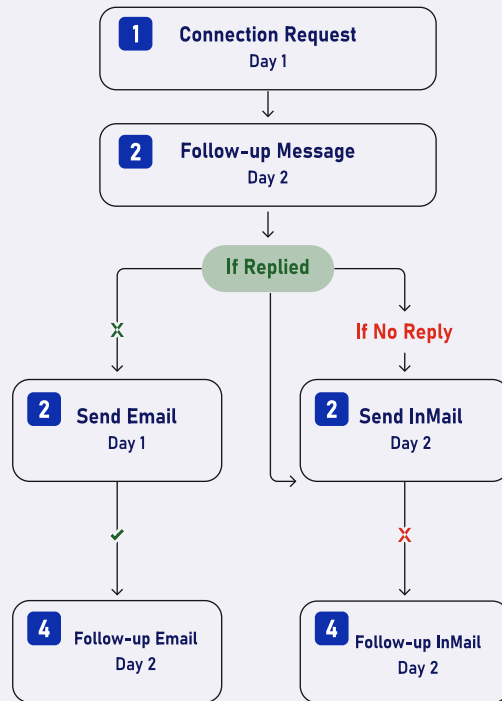 1
Connection Request
Day 1
2
Follow-up Message
Day 2
If Replied
If No Reply
2
Send Email
Day 1
2
Send InMail
Day 2
4
Follow-up Email
Day 2
4
Follow-up InMail
Day 2